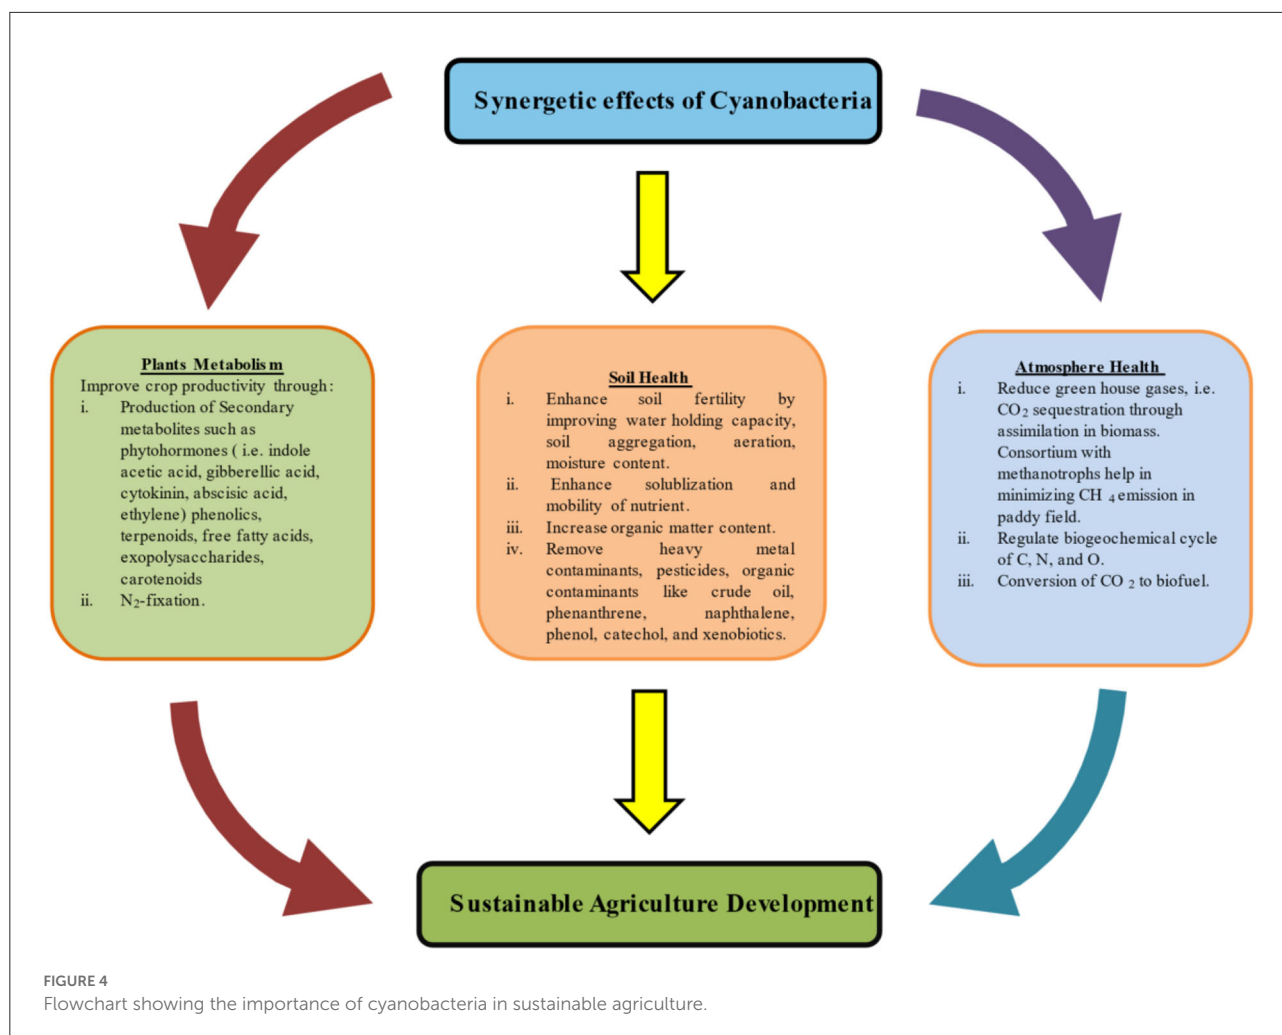 Synergetic effects of Cyanobacteria
Plants Metabolism
Improve crop productivity through:
i. Production of Secondary
metabolites such as
phytohormones ( i.e. indole
acetic acid, gibberellic acid,
cytokinin, abscisic acid,
ethylene) phenolics,
terpenoids, free fatty acids,
exopolysaccharides,
carotenoids
ii. N₂-fixation.
Soil Health
i. Enhance soil fertility by
improving water holding capacity,
soil aggregation, aeration,
moisture content.
ii. Enhance solublization and
mobility of nutrient.
iii. Increase organic matter content.
iv. Remove heavy metal
contaminants, pesticides, organic
contaminants like crude oil,
phenanthrene, naphthalene,
phenol, catechol, and xenobiotics.
Atmosphere Health
i. Reduce green house gases, i.e.
CO₂ sequestration through
assimilation in biomass.
Consortium with
methanotrophs help in
minimizing CH₄ emission in
paddy field.
ii. Regulate biogeochemical cycle
of C, N, and O.
iii. Conversion of CO₂ to biofuel.
Sustainable Agriculture Development
FIGURE 4
Flowchart showing the importance of cyanobacteria in sustainable agriculture.